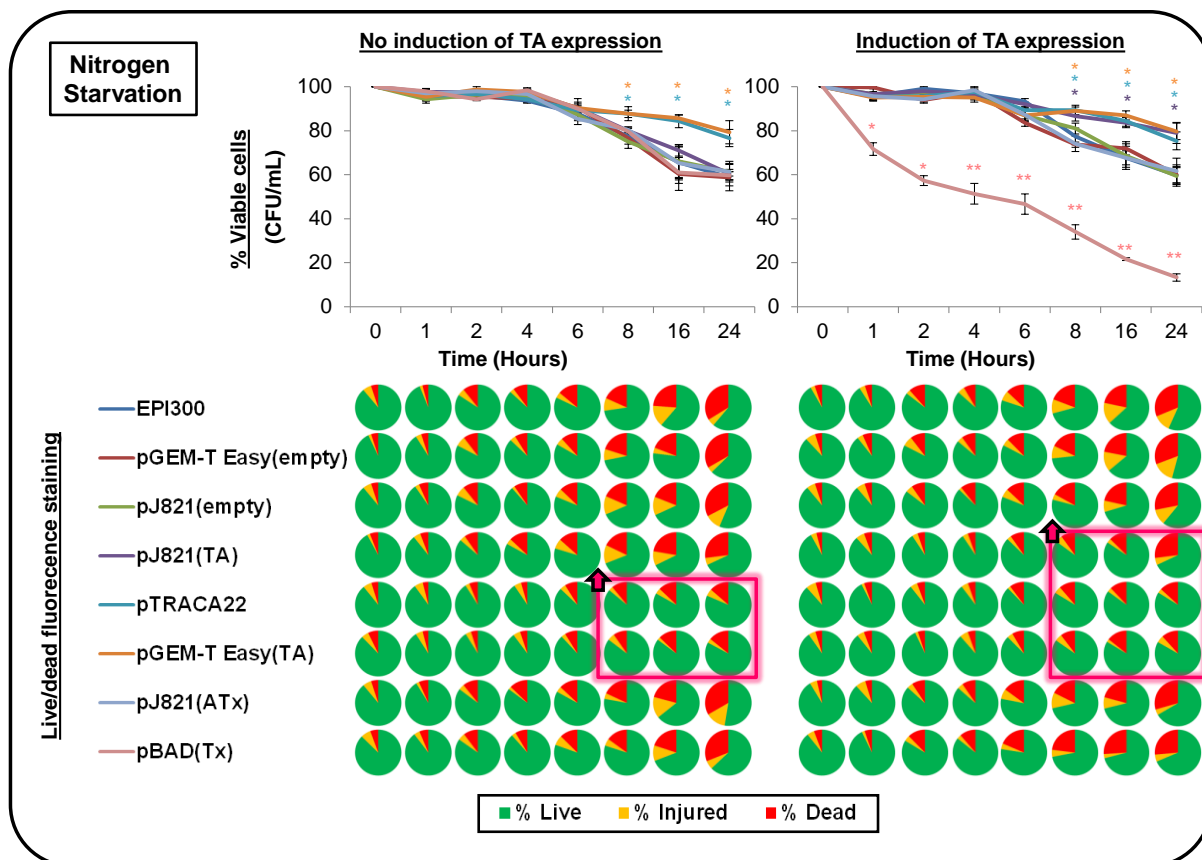 Nitrogen
Starvation
No induction of TA expression
Induction of TA expression
% Viable cells
(CFU/mL)
100
80
60
40
20
0
* * *
* * *
0 1 2 4 6 8 16 24
Time (Hours)
100
80
60
40
20
0
* * *
* * *
* * *
* * ** ** ** ** **
0 1 2 4 6 8 16 24
Time (Hours)
Live/dead fluorescence staining
EPI300
pGEM-T Easy(empty)
pJ821(empty)
pJ821(TA)
pTRACA22
pGEM-T Easy(TA)
pJ821(ATx)
pBAD(Tx)
% Live % Injured % Dead